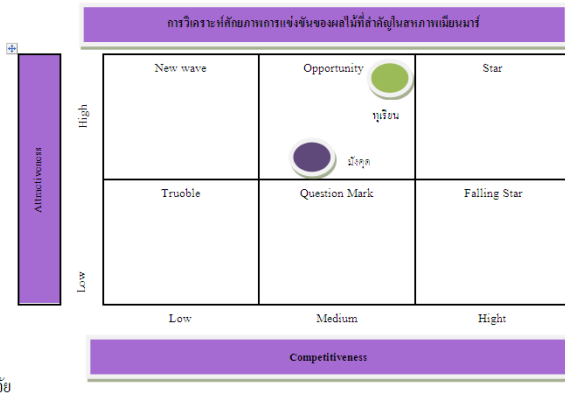 การวิเคราะห์ศักยภาพการแข่งขันของผลไม้ที่สำคัญในสหภาพเมียนมาร์
New wave
Opportunity
Star
High
ทุเรียน
มังคุด
Attractiveness
Truoble
Question Mark
Falling Star
Low
Low
Medium
Hight
Competitiveness